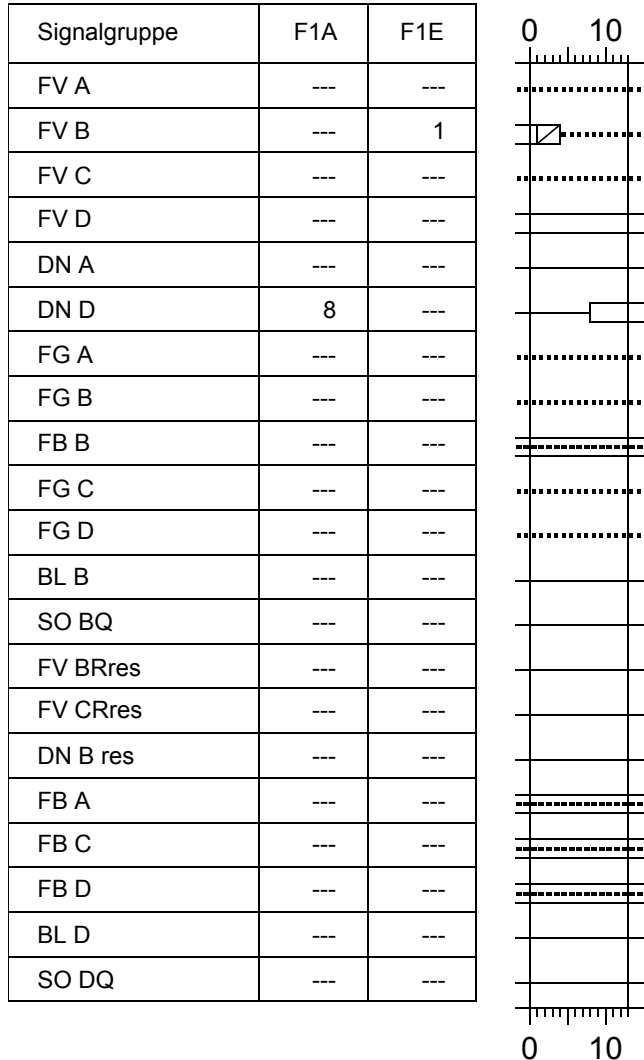 Signalgruppe F1A F1E 0 10
FV A --- ---
FV B --- 1
FV C --- ---
FV D --- ---
DN A --- ---
DN D 8 ---
FG A --- ---
FG B --- ---
FB B --- ---
FG C --- ---
FG D --- ---
BL B --- ---
SO BQ --- ---
FV BRres --- ---
FV CRres --- ---
DN B res --- ---
FB A --- ---
FB C --- ---
FB D --- ---
BL D --- ---
SO DQ --- ---
0 10